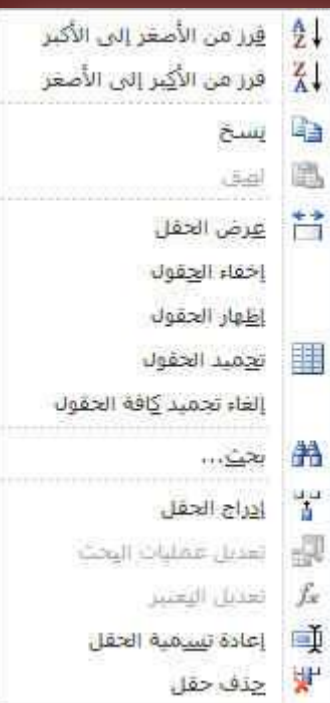 فرز من الأصغر إلى الأكبر
فرز من الأكبر إلى الأصغر
نسخ
لصق
عرض الحقل
إخفاء الحقول
إظهار الحقول
تجميد الحقول
إلغاء تجميد كافة الحقول
بحث...
إدراج الحقل
تعديل عمليات البحث
تعديل التعبير
إعادة تسمية الحقل
حذف حقل